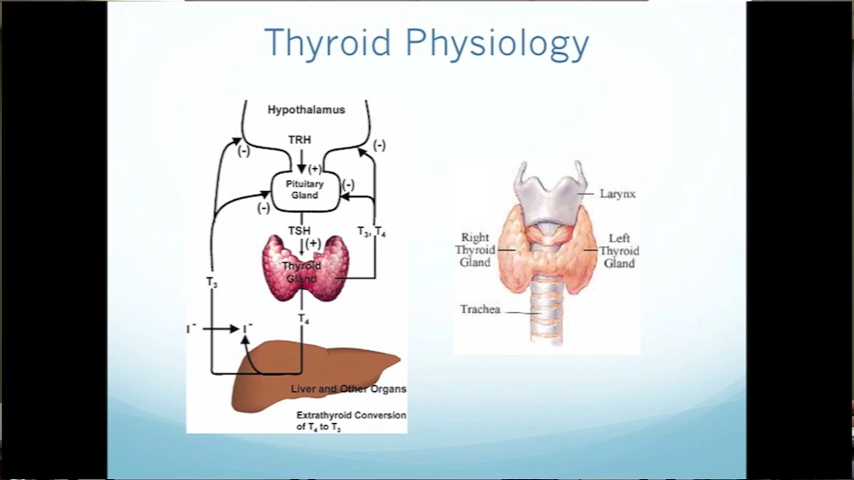 Thyroid Physiology
Hypothalamus
TRH
(-)
(-)
(+)
Pituitary
Gland
(-)
(-)
TSH
(+)
T3, T4
Thyroid
Gland
T3
T4
I-
I-
Liver and Other Organs
Extrathyroid Conversion
of T4 to T3
Larynx
Right
Thyroid
Gland
Left
Thyroid
Gland
Trachea